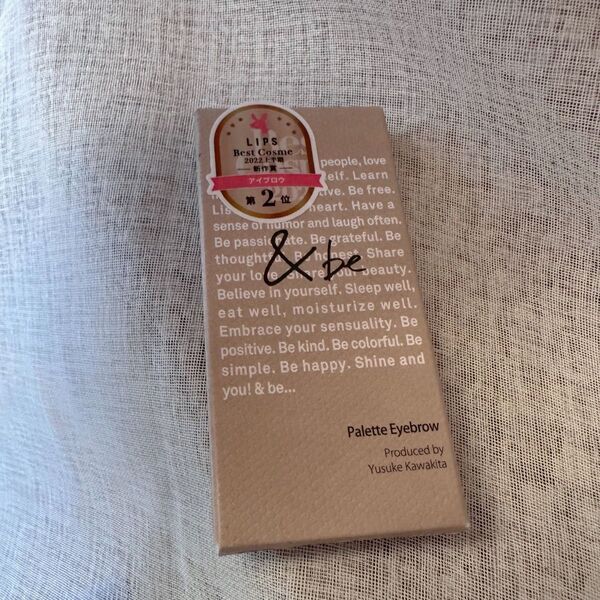 LIPS
Best Cosme
2022上半期
新作賞
アイブロウ
第2位
people, love
elf. Learn
tive. Be free.
heart. Have a
sense of humor and laugh often.
Be passionate. Be grateful. Be
Be honest. Share
your beauty.
& be
Believe in yourself. Sleep well,
eat well, moisturize well.
Embrace your sensuality. Be
positive. Be kind. Be colorful. Be
simple. Be happy. Shine and
you! & be...
Palette Eyebrow
Produced by
Yusuke Kawakita